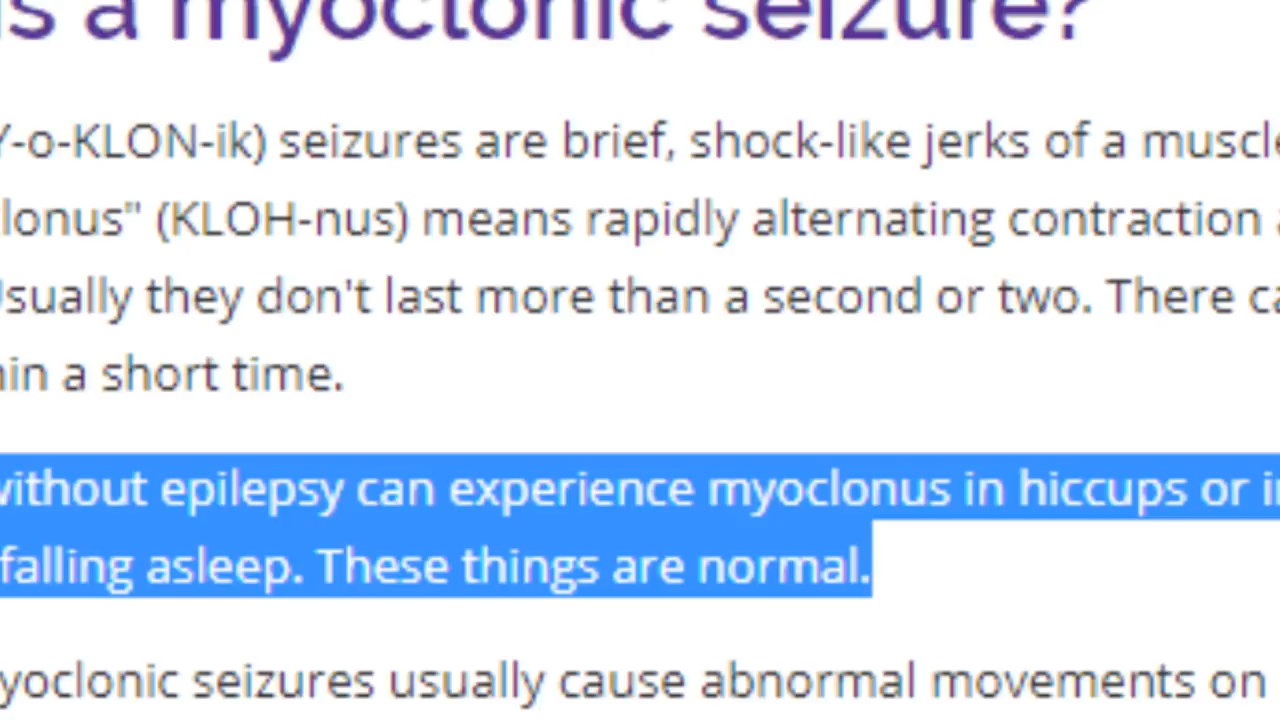 s a myoclonic seizure?
Y-o-KLON-ik) seizures are brief, shock-like jerks of a muscle
lonus" (KLOH-nus) means rapidly alternating contraction
Usually they don't last more than a second or two. There ca
hin a short time.
without epilepsy can experience myoclonus in hiccups or i
falling asleep. These things are normal.
yoclonic seizures usually cause abnormal movements on